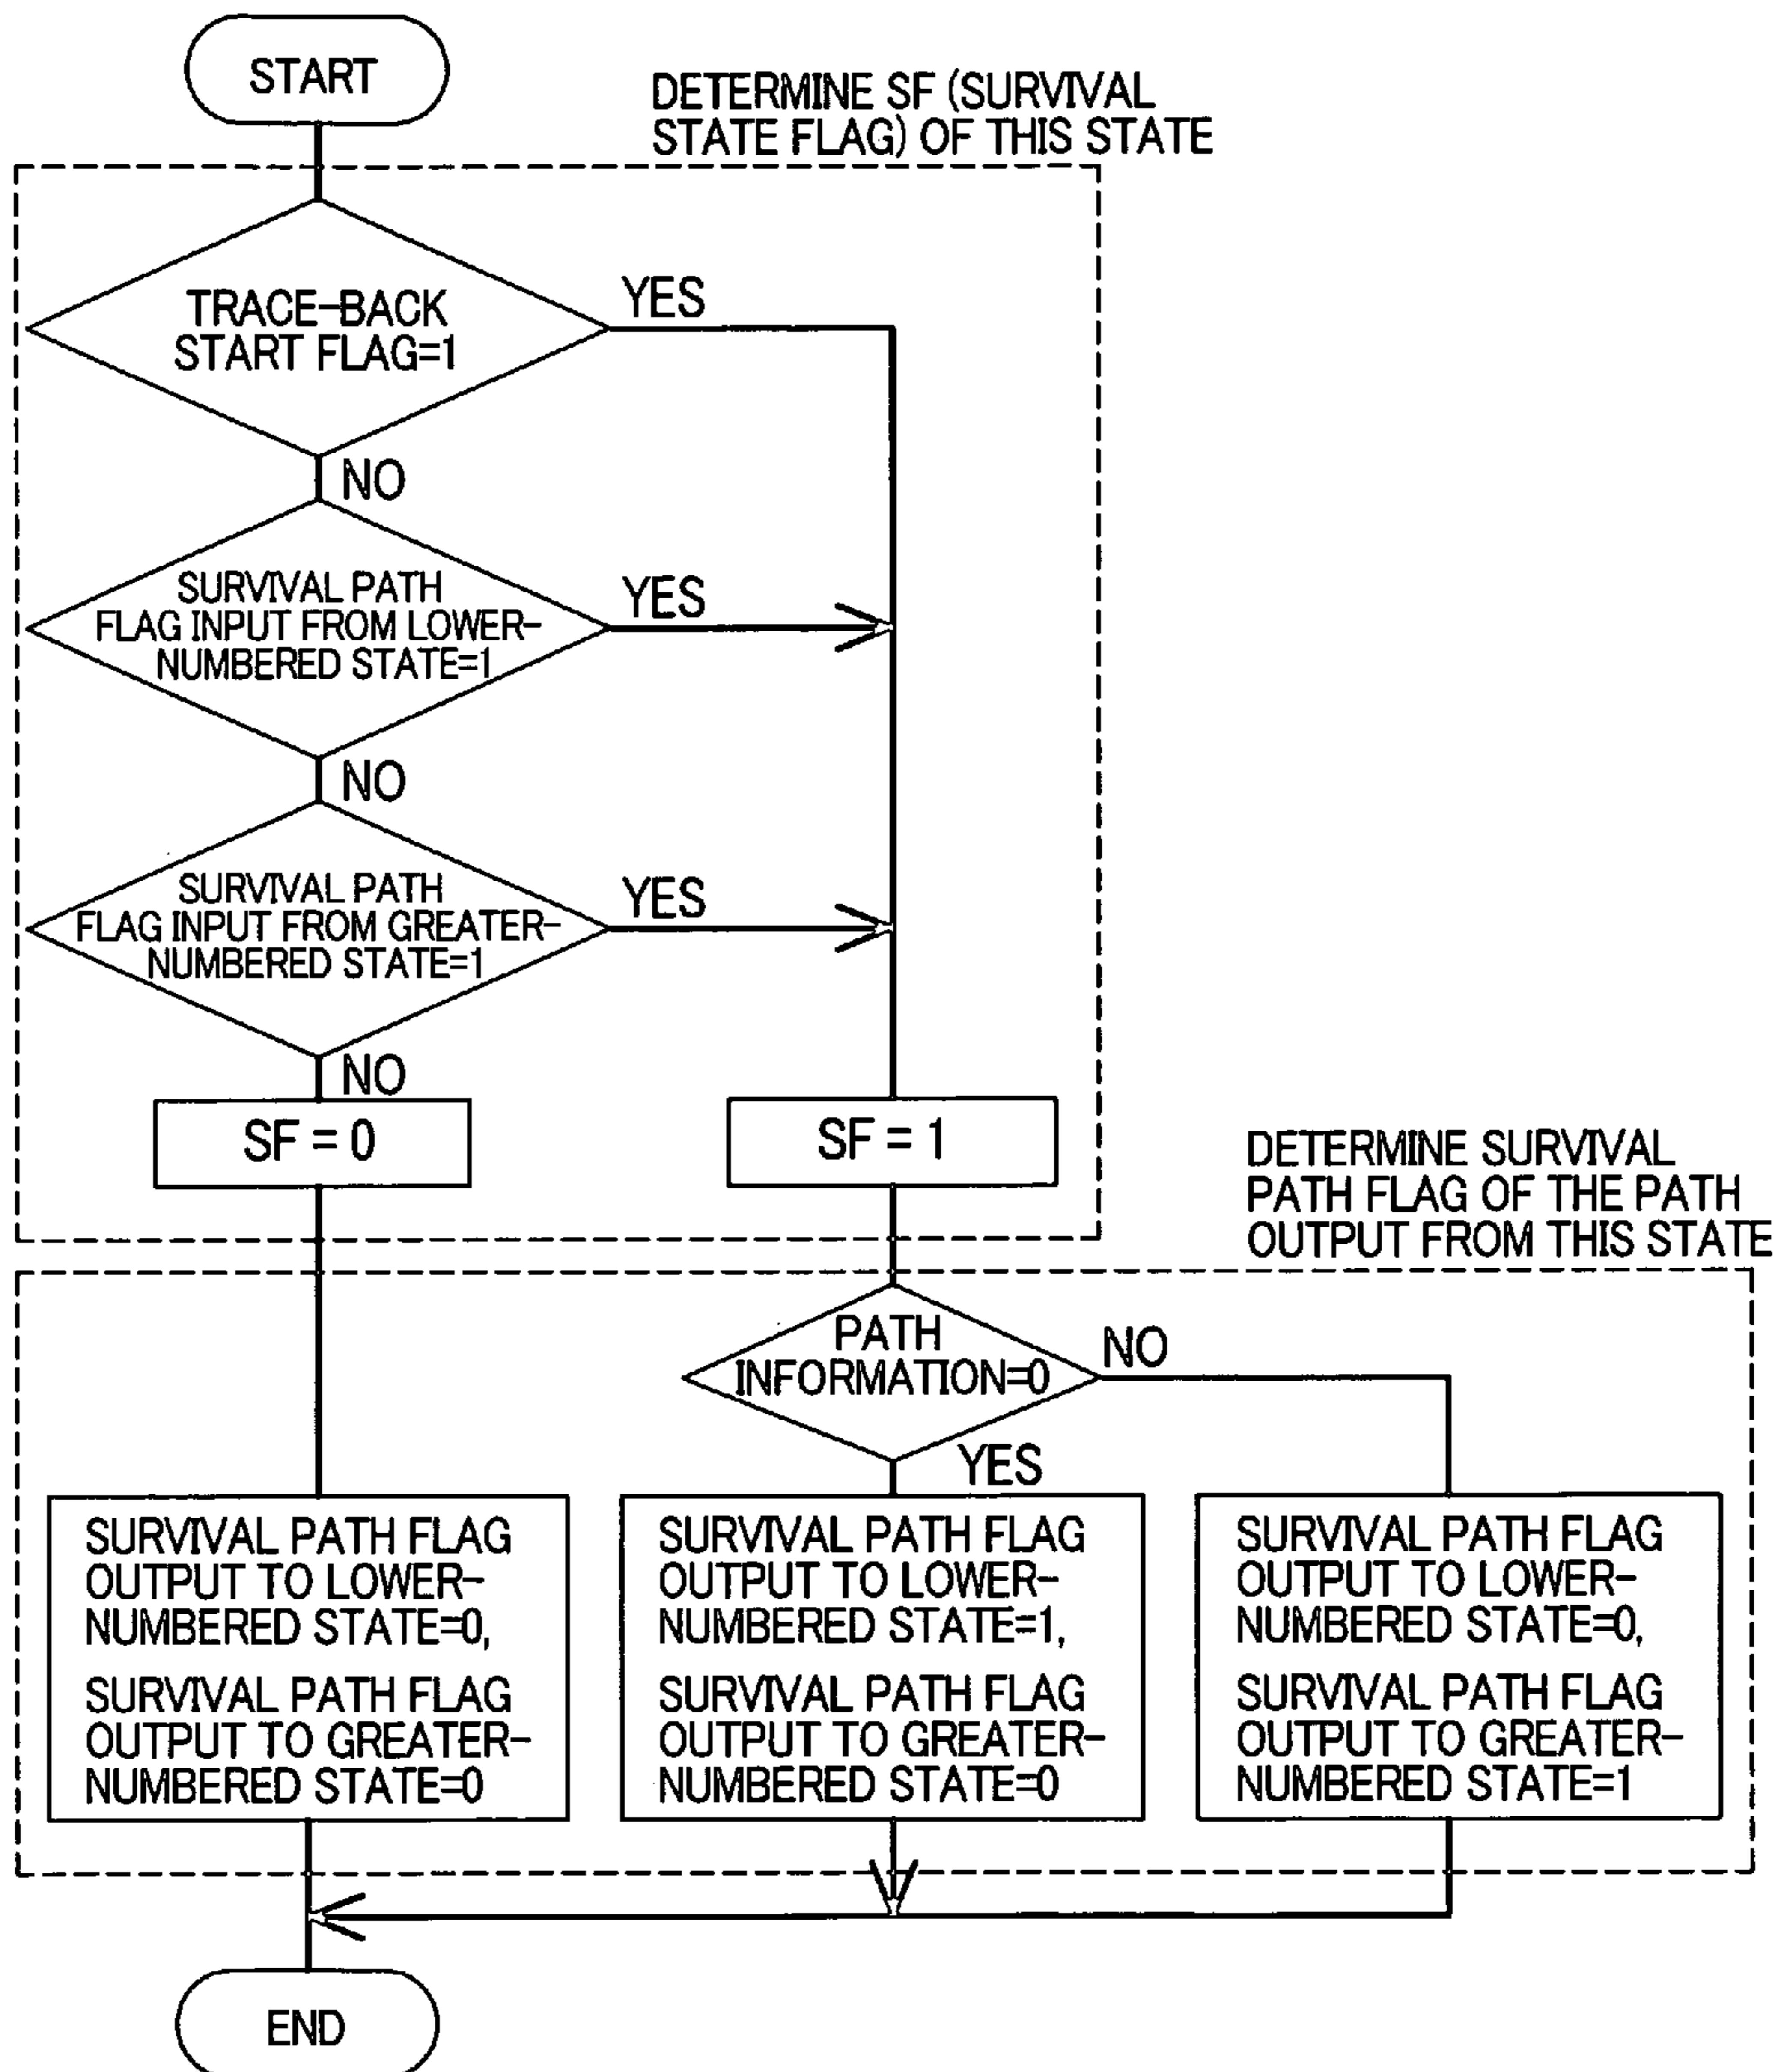 START
DETERMINE SF (SURVIVAL
STATE FLAG) OF THIS STATE
TRACE-BACK
START FLAG=1
YES
NO
SURVIVAL PATH
FLAG INPUT FROM LOWER-
NUMBERED STATE=1
YES
NO
SURVIVAL PATH
FLAG INPUT FROM GREATER-
NUMBERED STATE=1
YES
NO
SF = 0
SF = 1
DETERMINE SURVIVAL
PATH FLAG OF THE PATH
OUTPUT FROM THIS STATE
PATH
INFORMATION=0
NO
YES
SURVIVAL PATH FLAG
OUTPUT TO LOWER-
NUMBERED STATE=0,
SURVIVAL PATH FLAG
OUTPUT TO GREATER-
NUMBERED STATE=0
SURVIVAL PATH FLAG
OUTPUT TO LOWER-
NUMBERED STATE=1,
SURVIVAL PATH FLAG
OUTPUT TO GREATER-
NUMBERED STATE=0
SURVIVAL PATH FLAG
OUTPUT TO LOWER-
NUMBERED STATE=0,
SURVIVAL PATH FLAG
OUTPUT TO GREATER-
NUMBERED STATE=1
END